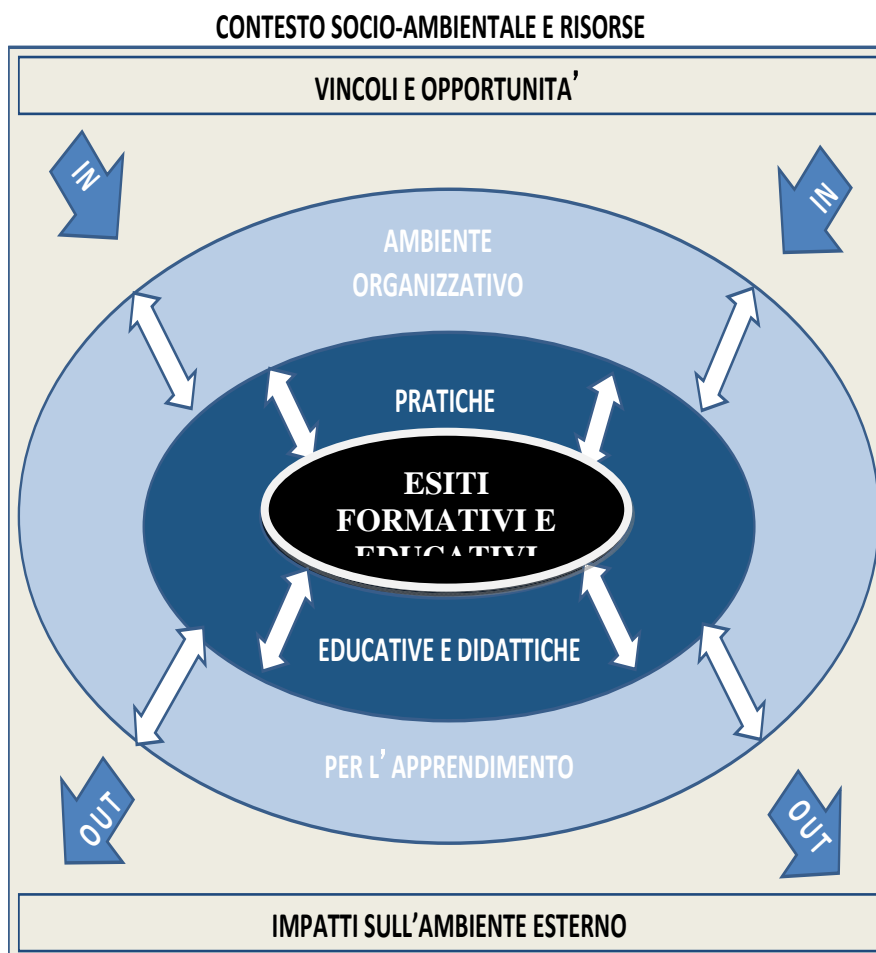 CONTESTO SOCIO-AMBIENTALE E RISORSE
VINCOLI E OPPORTUNITA’
IN
IN
AMBIENTE
ORGANIZZATIVO
PRATICHE
ESITI
FORMATIVI E
EDUCATIVI
EDUCATIVE E DIDATTICHE
PER L’ APPRENDIMENTO
OUT
OUT
IMPATTI SULL’AMBIENTE ESTERNO